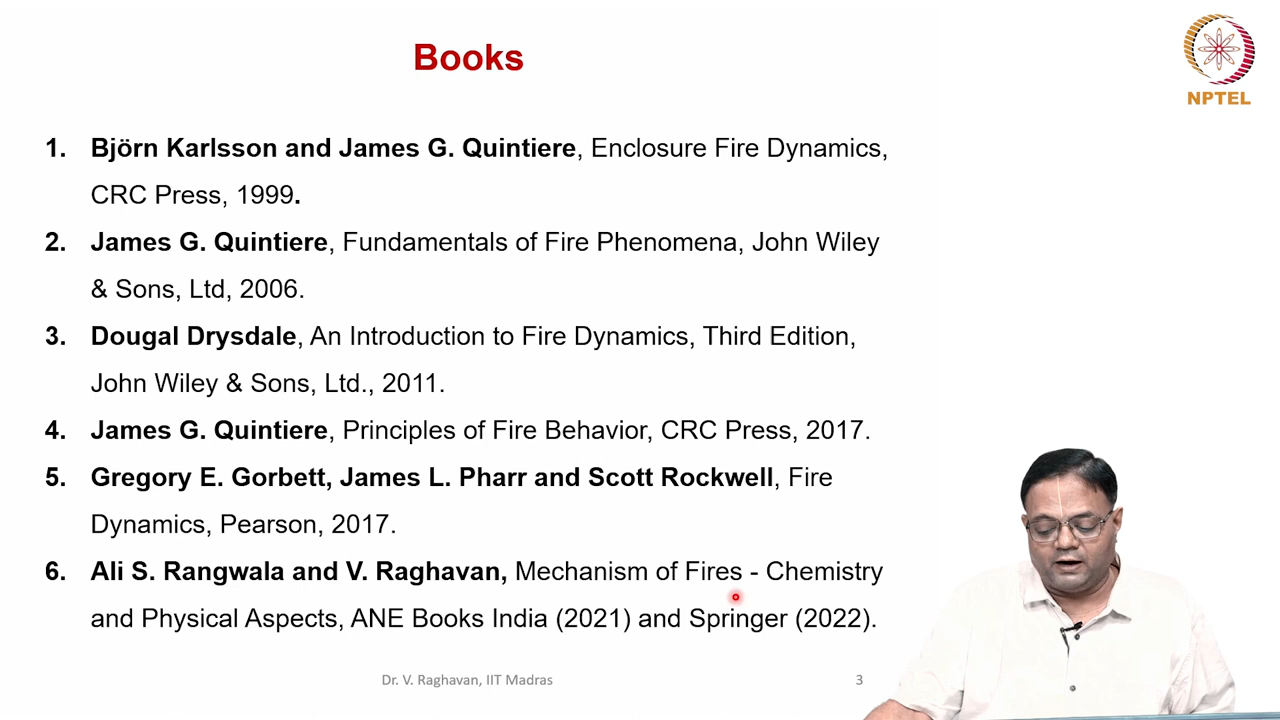 Books
NPTEL
1. Björn Karlsson and James G. Quintiere, Enclosure Fire Dynamics,
CRC Press, 1999.
2. James G. Quintiere, Fundamentals of Fire Phenomena, John Wiley
& Sons, Ltd, 2006.
3. Dougal Drysdale, An Introduction to Fire Dynamics, Third Edition,
John Wiley & Sons, Ltd., 2011.
4. James G. Quintiere, Principles of Fire Behavior, CRC Press, 2017.
5. Gregory E. Gorbett, James L. Pharr and Scott Rockwell, Fire
Dynamics, Pearson, 2017.
6. Ali S. Rangwala and V. Raghavan, Mechanism of Fires - Chemistry
and Physical Aspects, ANE Books India (2021) and Springer (2022).
Dr. V. Raghavan, IIT Madras
3